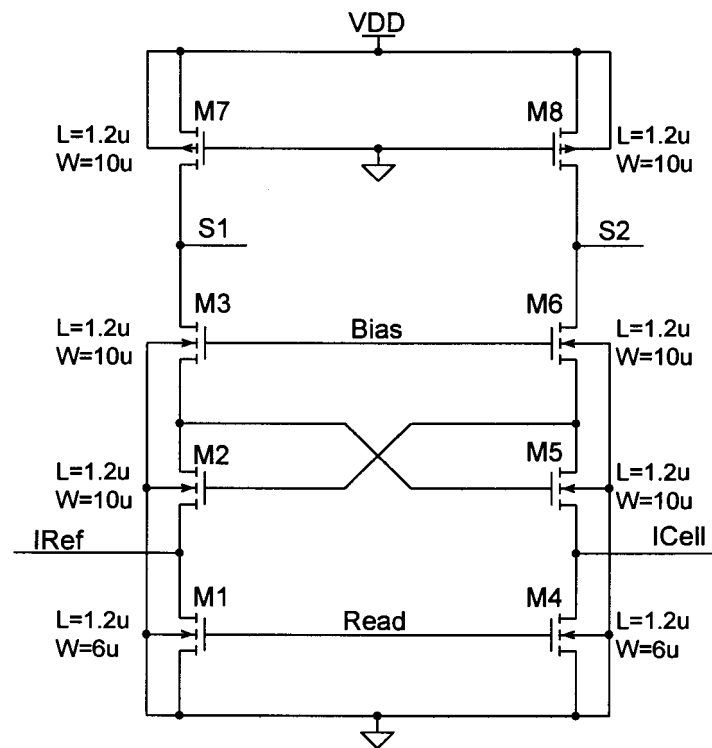 VDD
M7
M8
L=1.2u
W=10u
L=1.2u
W=10u
S1
S2
M3
M6
L=1.2u
W=10u
Bias
L=1.2u
W=10u
M2
M5
L=1.2u
W=10u
L=1.2u
W=10u
IRef
ICell
M1
M4
L=1.2u
W=6u
Read
L=1.2u
W=6u